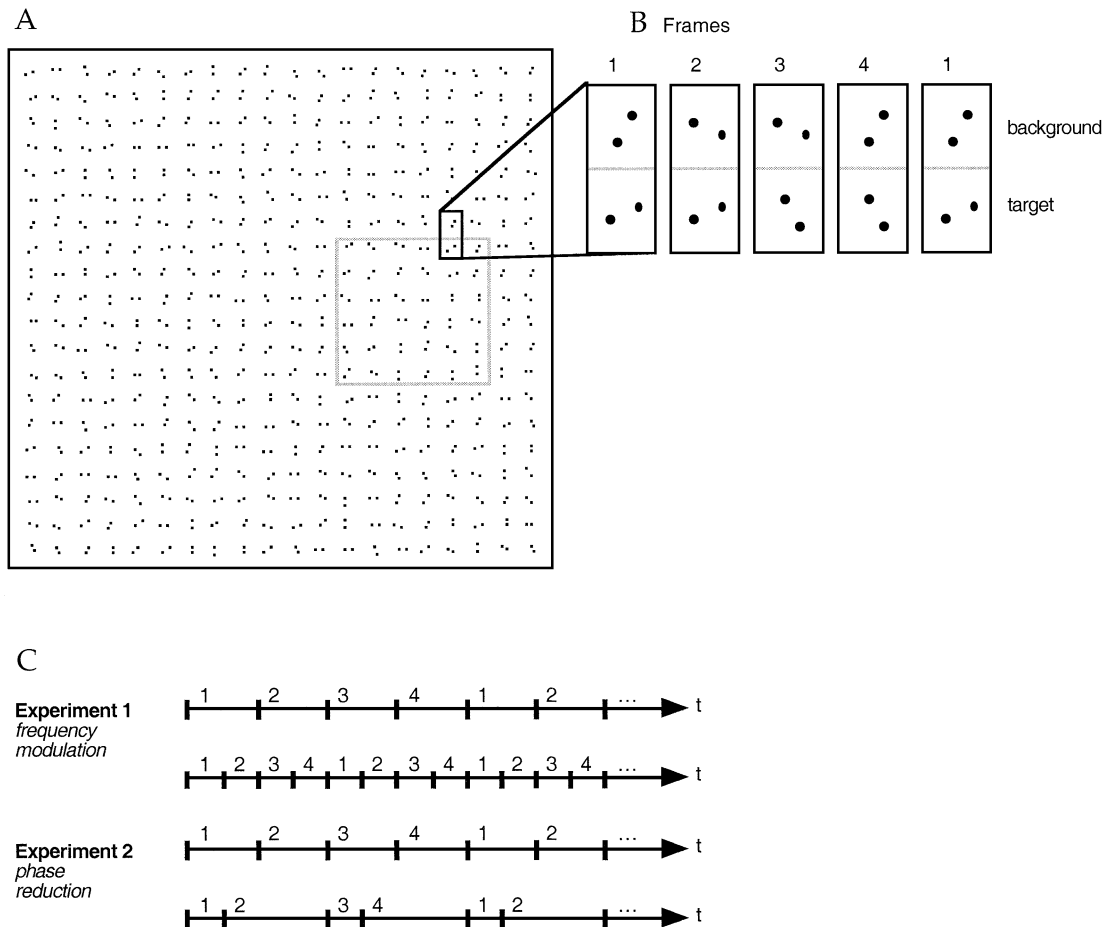 A
B Frames
1 2 3 4 1
background
target
C
Experiment 1
frequency
modulation
1 2 3 4 1 2 ... t
1 2 3 4 1 2 3 4 1 2 3 4 ... t
Experiment 2
phase
reduction
1 2 3 4 1 2 ... t
1 2 3 4 1 2 ... t